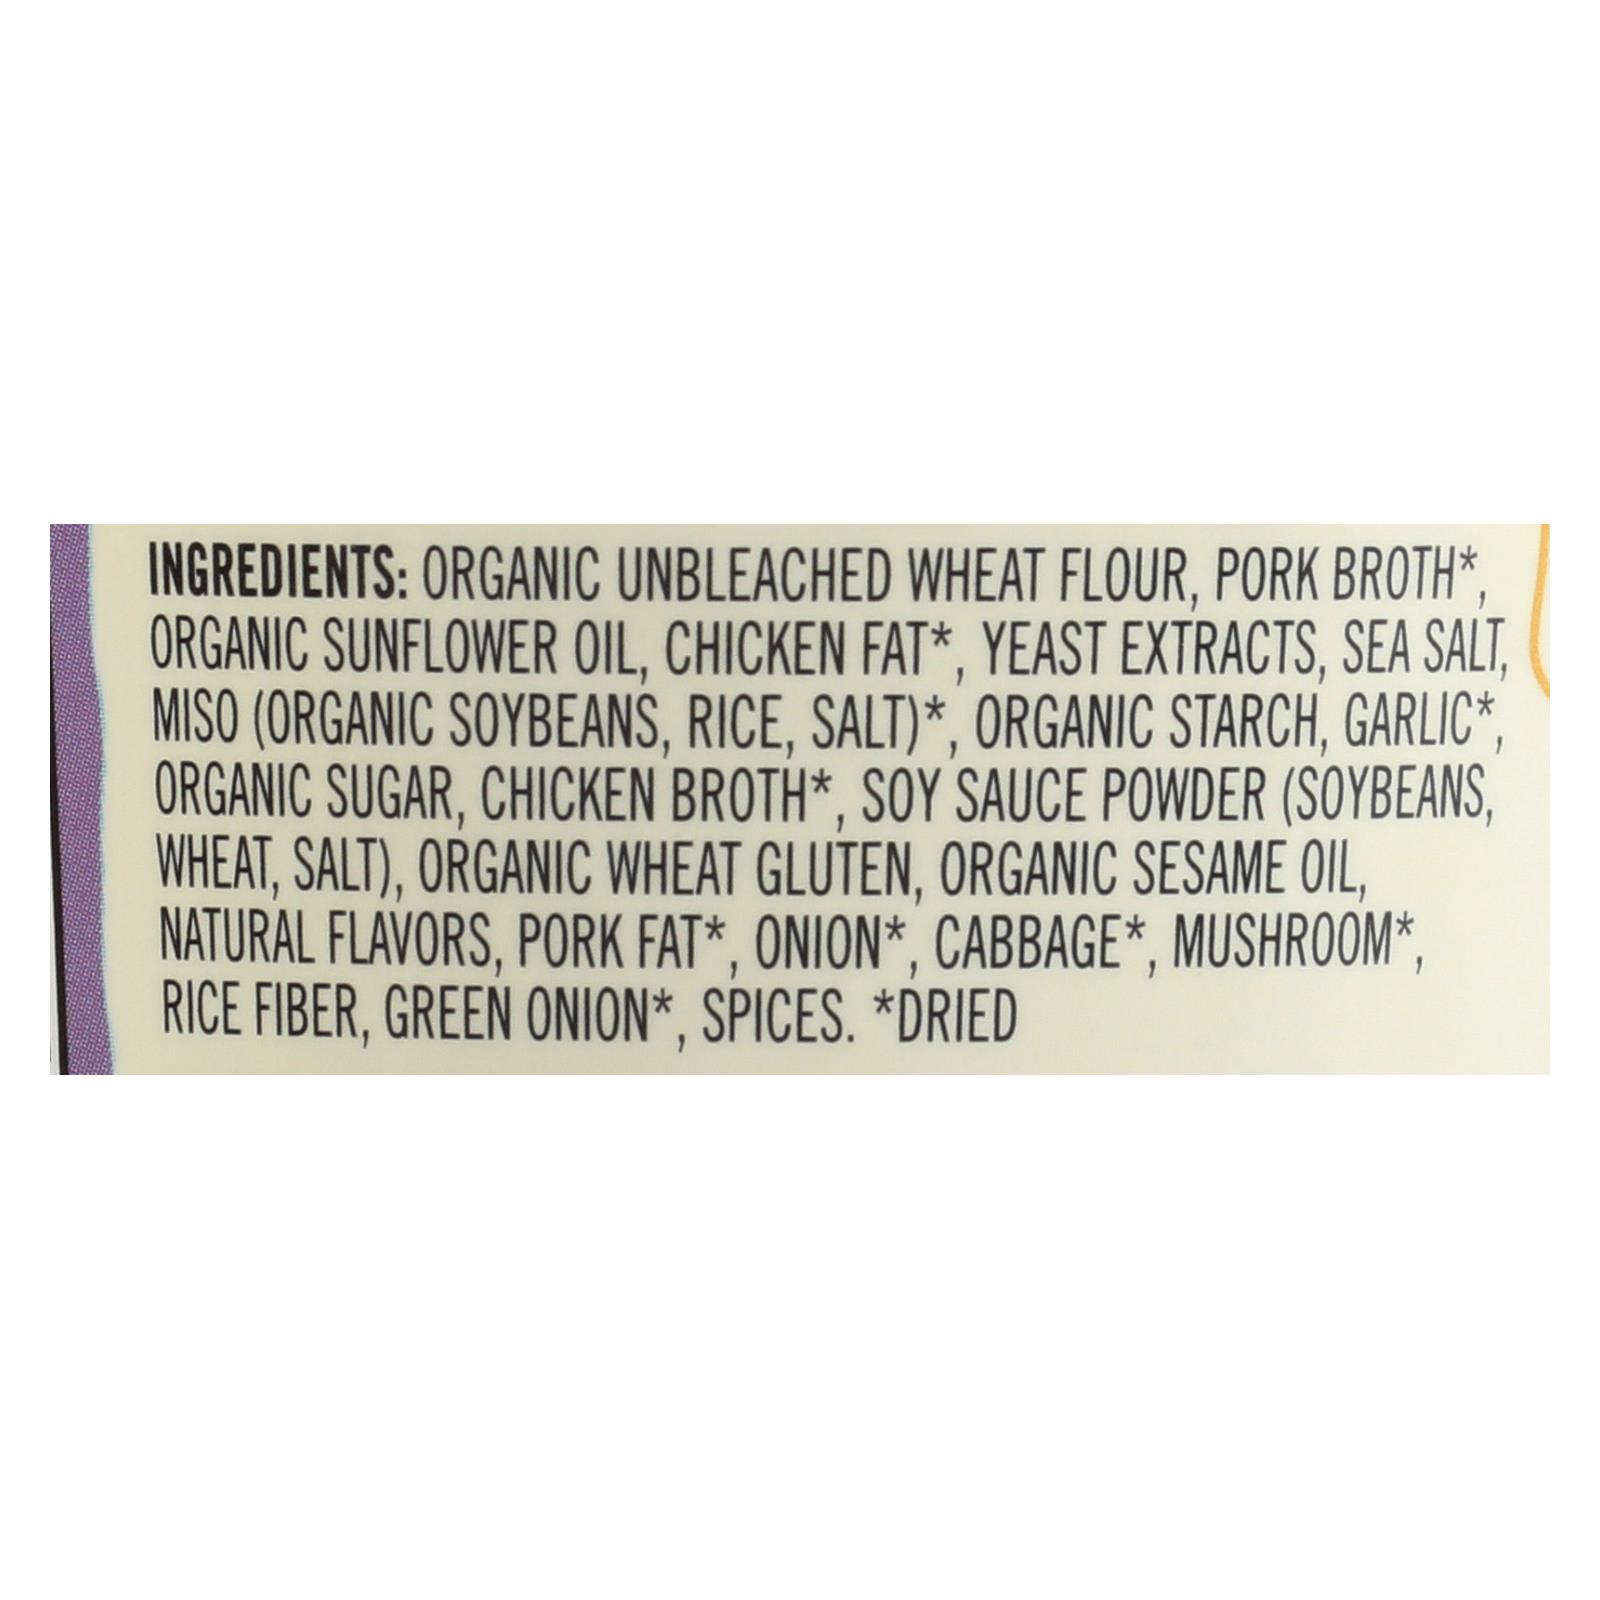 INGREDIENTS: ORGANIC UNBLEACHED WHEAT FLOUR, PORK BROTH*,
ORGANIC SUNFLOWER OIL, CHICKEN FAT*, YEAST EXTRACTS, SEA SALT,
MISO (ORGANIC SOYBEANS, RICE, SALT)*, ORGANIC STARCH, GARLIC*,
ORGANIC SUGAR, CHICKEN BROTH*, SOY SAUCE POWDER (SOYBEANS,
WHEAT, SALT), ORGANIC WHEAT GLUTEN, ORGANIC SESAME OIL,
NATURAL FLAVORS, PORK FAT*, ONION*, CABBAGE*, MUSHROOM*,
RICE FIBER, GREEN ONION*, SPICES. *DRIED